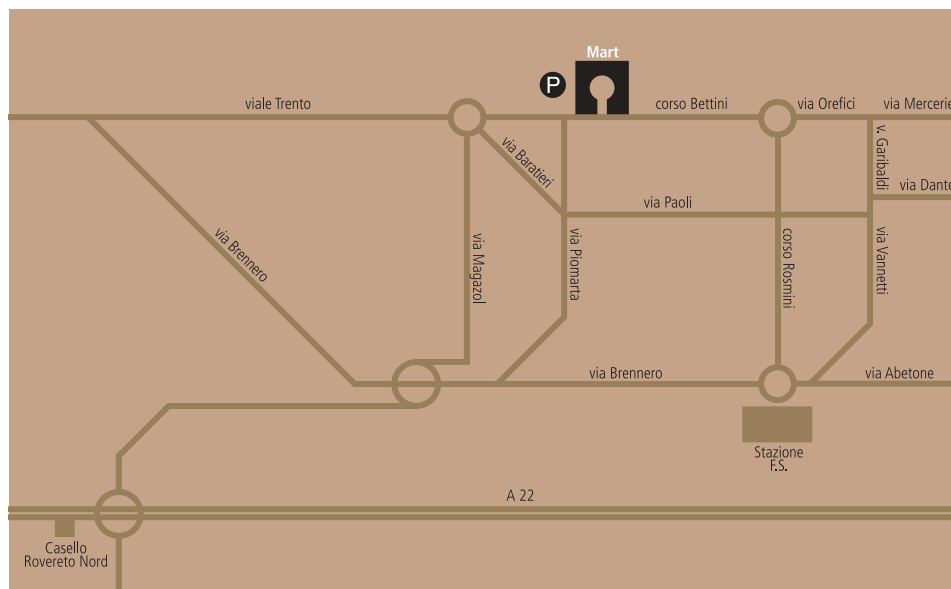 Mart
P
viale Trento
corso Bettini
via Orefici
via Mercerie
via Baratieri
v. Garibaldi
via Dante
via Paoli
via Brennero
via Magazol
via Piomarta
corso Rosmini
via Vannetti
via Brennero
via Abetone
Stazione
F.S.
A 22
Casello
Rovereto Nord